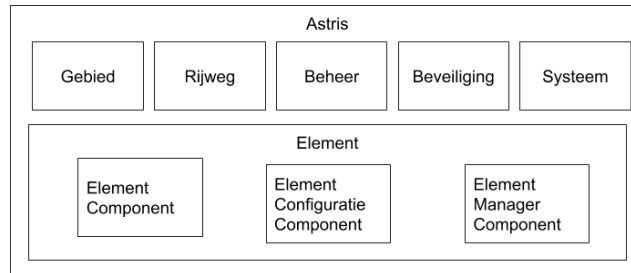 Astris
Gebied
Rijweg
Beheer
Beveiliging
Systeem
Element
Element
Component
Element
Configuratie
Component
Element
Manager
Component